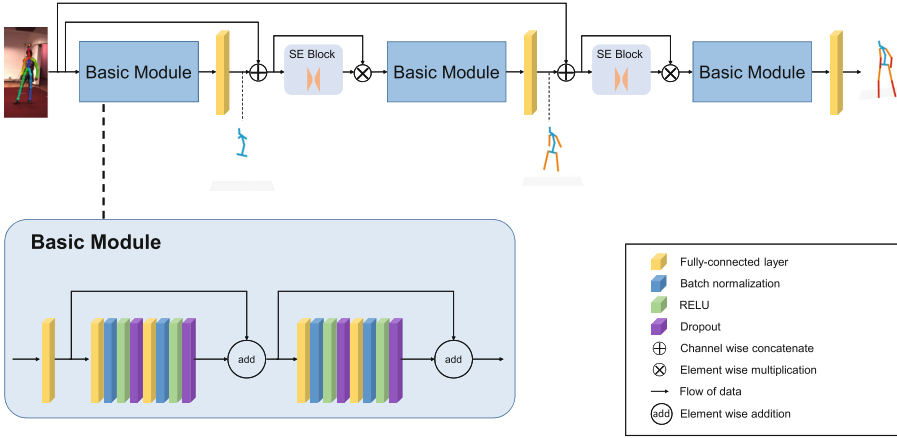 SE Block
SE Block
Basic Module
Basic Module
Basic Module
Basic Module
add
add
Fully-connected layer
Batch normalization
RELU
Dropout
Channel wise concatenate
Element wise multiplication
Flow of data
add
Element wise addition